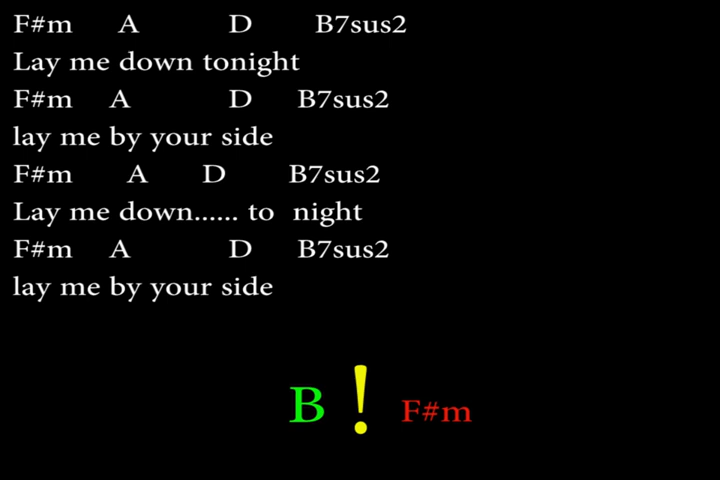 F#m A D B7sus2
Lay me down tonight
F#m A D B7sus2
lay me by your side
F#m A D B7sus2
Lay me down...... to night
F#m A D B7sus2
lay me by your side
B ! F#m